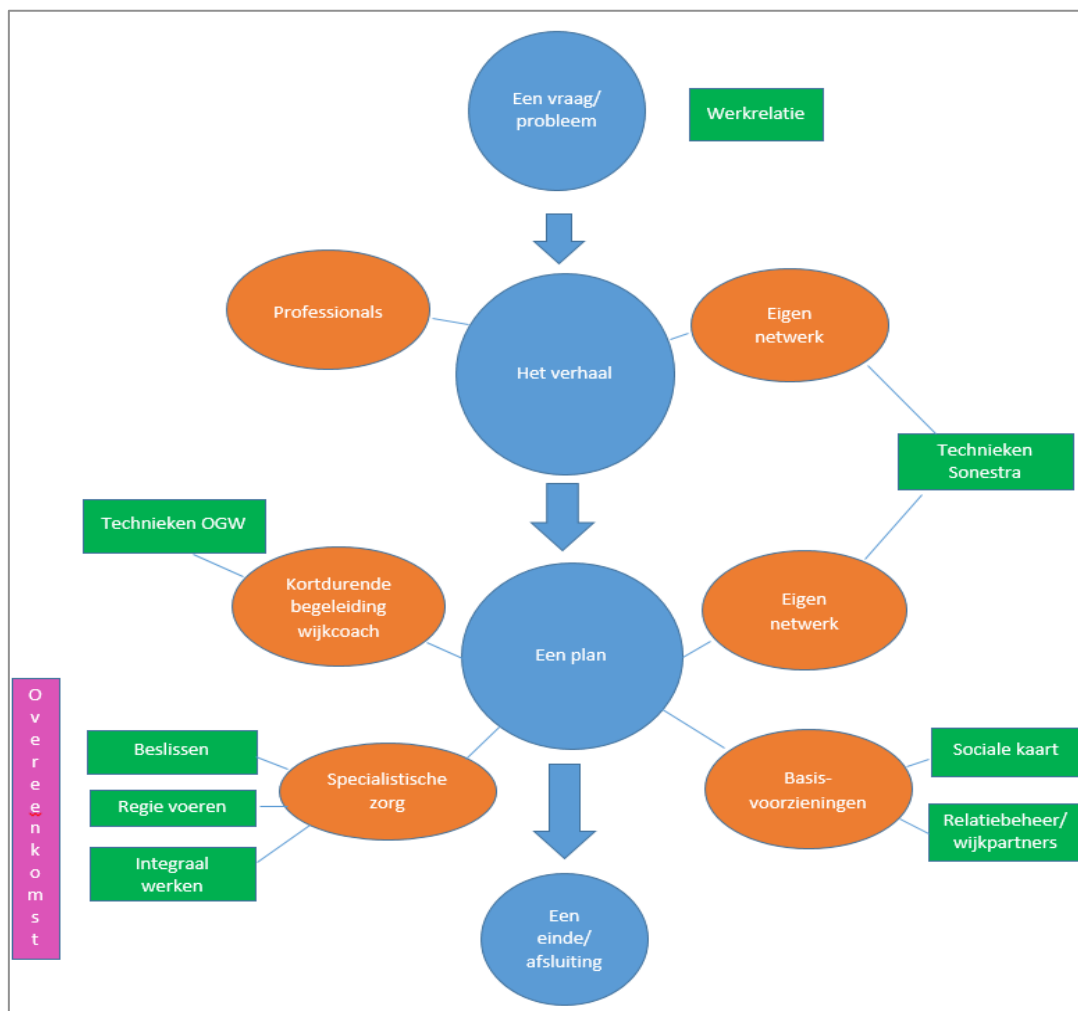 Een vraag/
probleem
Werkrelatie
Professionals
Eigen
netwerk
Het verhaal
Technieken
Sonestra
Technieken OGW
Kortdurende
begeleiding
wijkcoach
Eigen
netwerk
Een plan
Overeenkomst
Beslissen
Regie voeren
Integraal
werken
Specialistische
zorg
Basis-
voorzieningen
Sociale kaart
Relatiebeheer/
wijkpartners
Een
einde/
afsluiting